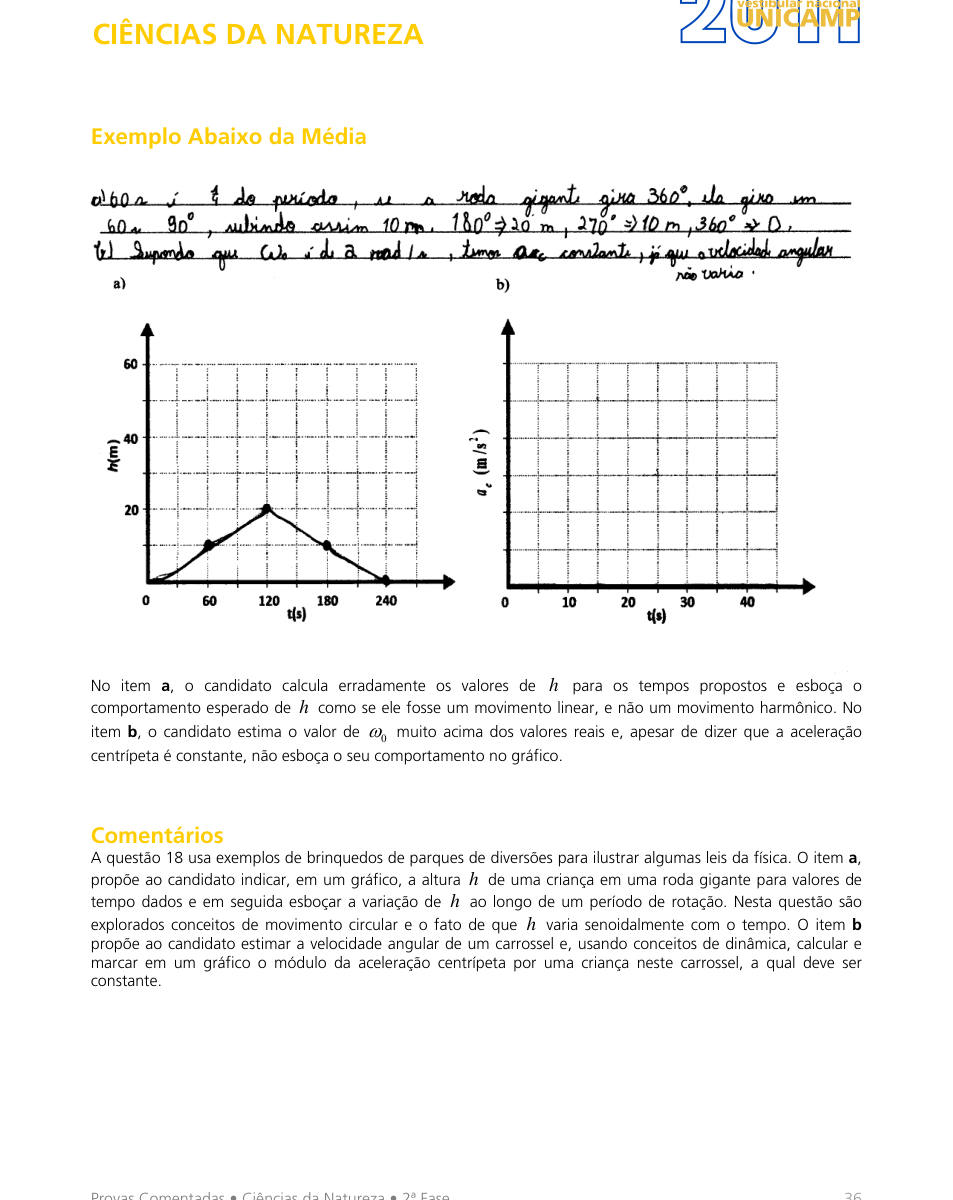 vestibular nacional
2011
UNICAMP
CIÊNCIAS DA NATUREZA
Exemplo Abaixo da Média
a) 60 s é 1/4 do período, se a roda gigante gira 360°, ela gira em
60 s 90°, subindo assim 10 m. 180° ⇒ 20 m, 270° ⇒ 10 m, 360° ⇒ 0.
b) Supondo que ω₀ é de 2 rad/s, temos ac constante, já que a velocidade angular
não varia.
a)
b)
60
40
20
h(m)
0 60 120 180 240
t(s)
a_c (m/s²)
0 10 20 30 40
t(s)
No item a, o candidato calcula erradamente os valores de h para os tempos propostos e esboça o
comportamento esperado de h como se ele fosse um movimento linear, e não um movimento harmônico. No
item b, o candidato estima o valor de ω₀ muito acima dos valores reais e, apesar de dizer que a aceleração
centrípeta é constante, não esboça o seu comportamento no gráfico.
Comentários
A questão 18 usa exemplos de brinquedos de parques de diversões para ilustrar algumas leis da física. O item a,
propõe ao candidato indicar, em um gráfico, a altura h de uma criança em uma roda gigante para valores de
tempo dados e em seguida esboçar a variação de h ao longo de um período de rotação. Nesta questão são
explorados conceitos de movimento circular e o fato de que h varia senoidalmente com o tempo. O item b
propõe ao candidato estimar a velocidade angular de um carrossel e, usando conceitos de dinâmica, calcular e
marcar em um gráfico o módulo da aceleração centrípeta por uma criança neste carrossel, a qual deve ser
constante.
Provas Comentadas • Ciências da Natureza • 2ª Fase
36